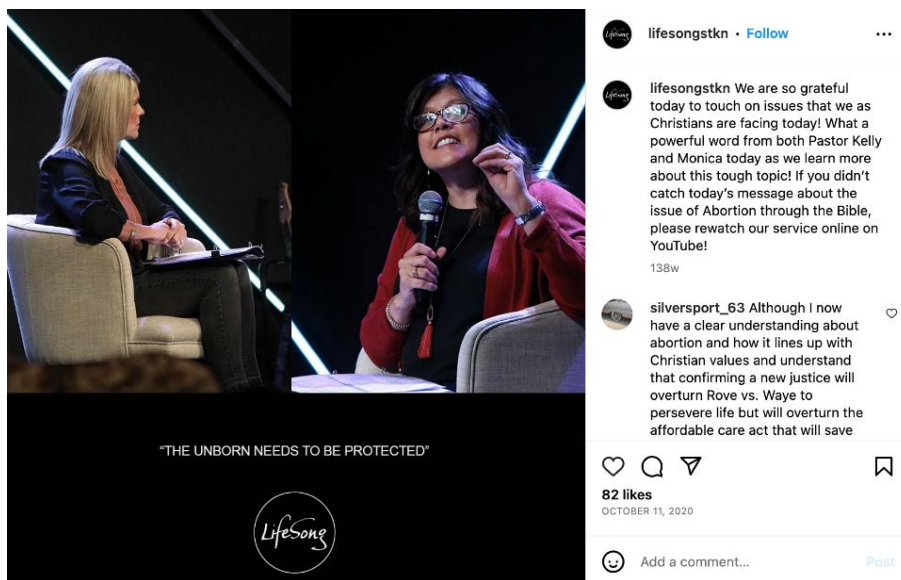 “THE UNBORN NEEDS TO BE PROTECTED”
LifeSong
LifeSong
lifesongstkn • Follow
LifeSong
lifesongstkn We are so grateful
today to touch on issues that we as
Christians are facing today! What a
powerful word from both Pastor Kelly
and Monica today as we learn more
about this tough topic! If you didn’t
catch today’s message about the
issue of Abortion through the Bible,
please rewatch our service online on
YouTube!
138w
silversport_63 Although I now
have a clear understanding about
abortion and how it lines up with
Christian values and understand
that confirming a new justice will
overturn Rove vs. Waye to
persevere life but will overturn the
affordable care act that will save
82 likes
OCTOBER 11, 2020
Add a comment...
Post